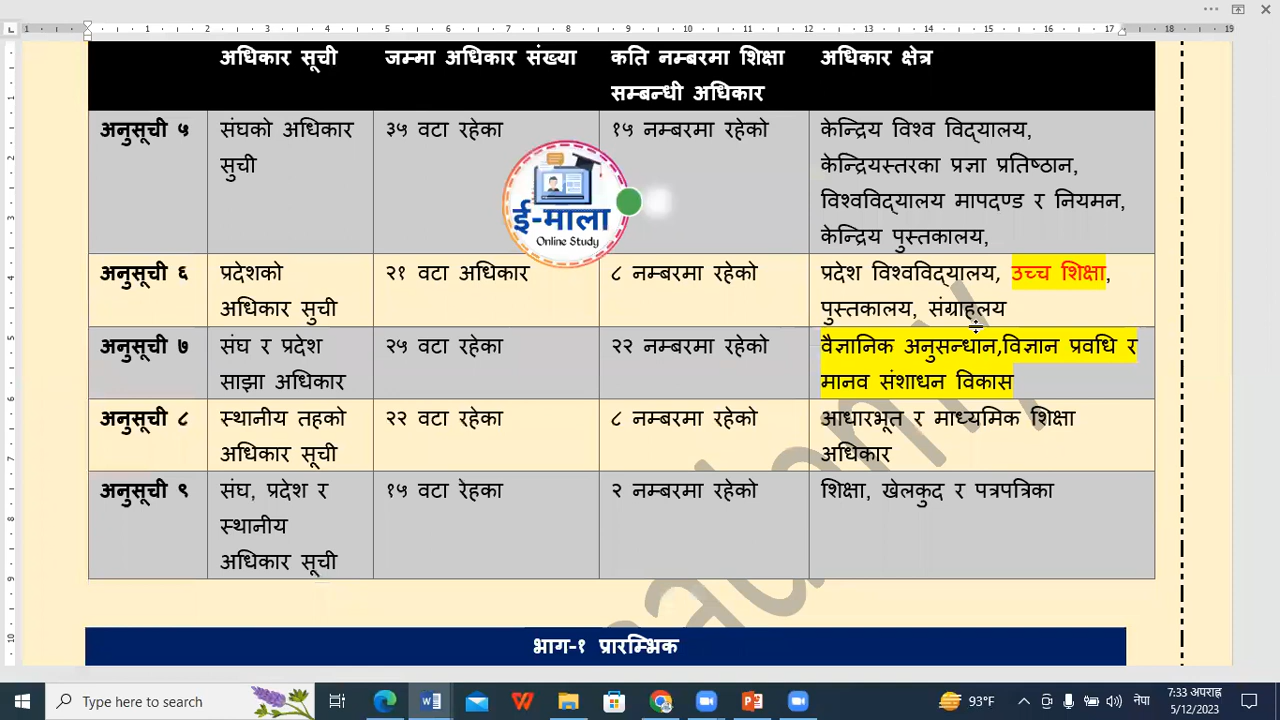 अधिकार सूची जम्मा अधिकार संख्या कति नम्बरमा शिक्षा अधिकार क्षेत्र
सम्बन्धी अधिकार
अनुसूची ५ संघको अधिकार ३५ वटा रहेका १५ नम्बरमा रहेको केन्द्रिय विश्व विद्यालय,
सुची केन्द्रियस्तरका प्रज्ञा प्रतिष्ठान,
विश्वविद्यालय मापदण्ड र नियमन,
केन्द्रिय पुस्तकालय,
ई-माला
Online Study
अनुसूची ६ प्रदेशको २१ वटा अधिकार ८ नम्बरमा रहेको प्रदेश विश्वविद्यालय, उच्च शिक्षा,
अधिकार सुची पुस्तकालय, संग्राहलय
अनुसूची ७ संघ र प्रदेश २५ वटा रहेका २२ नम्बरमा रहेको वैज्ञानिक अनुसन्धान,विज्ञान प्रवधि र
साझा अधिकार मानव संशाधन विकास
अनुसूची ८ स्थानीय तहको २२ वटा रहेका ८ नम्बरमा रहेको आधारभूत र माध्यमिक शिक्षा
अधिकार सूची अधिकार
अनुसूची ९ संघ, प्रदेश र १५ वटा रेहका २ नम्बरमा रहेको शिक्षा, खेलकुद र पत्रपत्रिका
स्थानीय
अधिकार सूची
भाग-१ प्रारम्भिक
Type here to search
93°F
नेपा
7:33 अपराह्न
5/12/2023